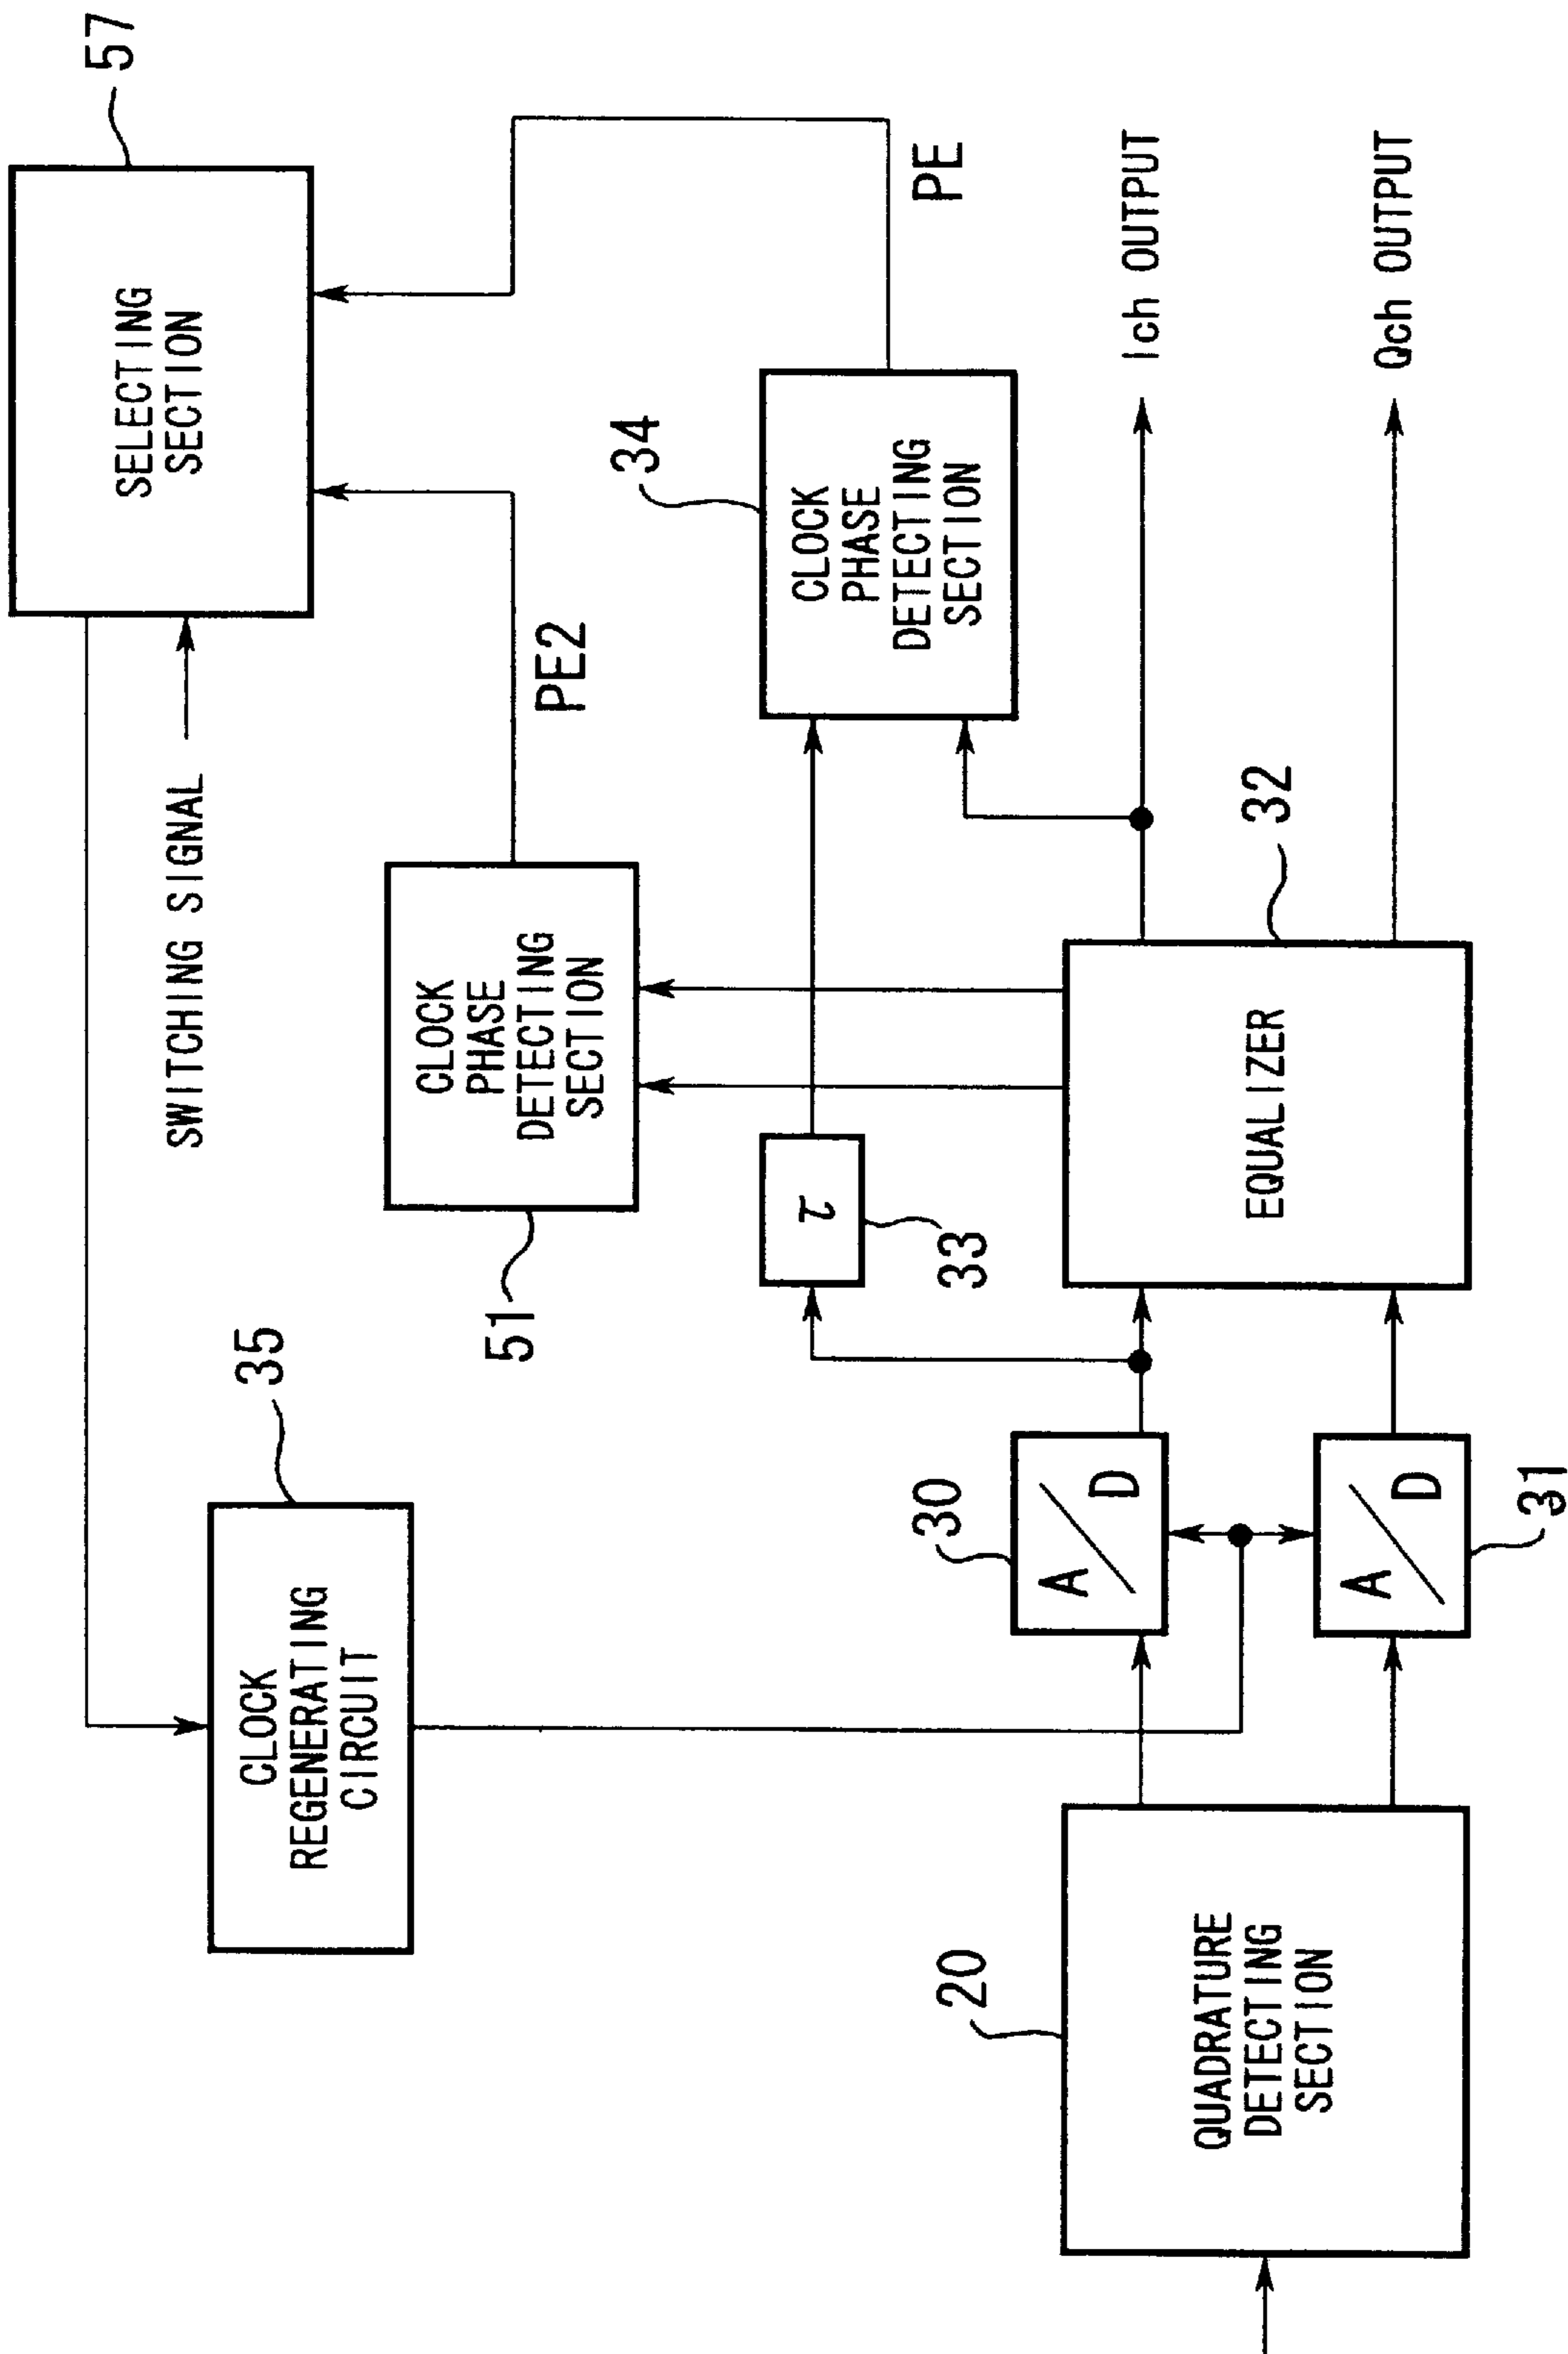 57
SELECTING
SECTION
SWITCHING SIGNAL
PE2
PE
35
CLOCK
REGENERATING
CIRCUIT
51
CLOCK
PHASE
DETECTING
SECTION
34
CLOCK
PHASE
DETECTING
SECTION
33
τ
30
A/D
31
A/D
32
EQUALIZER
20
QUADRATURE
DETECTING
SECTION
Ich OUTPUT
Qch OUTPUT